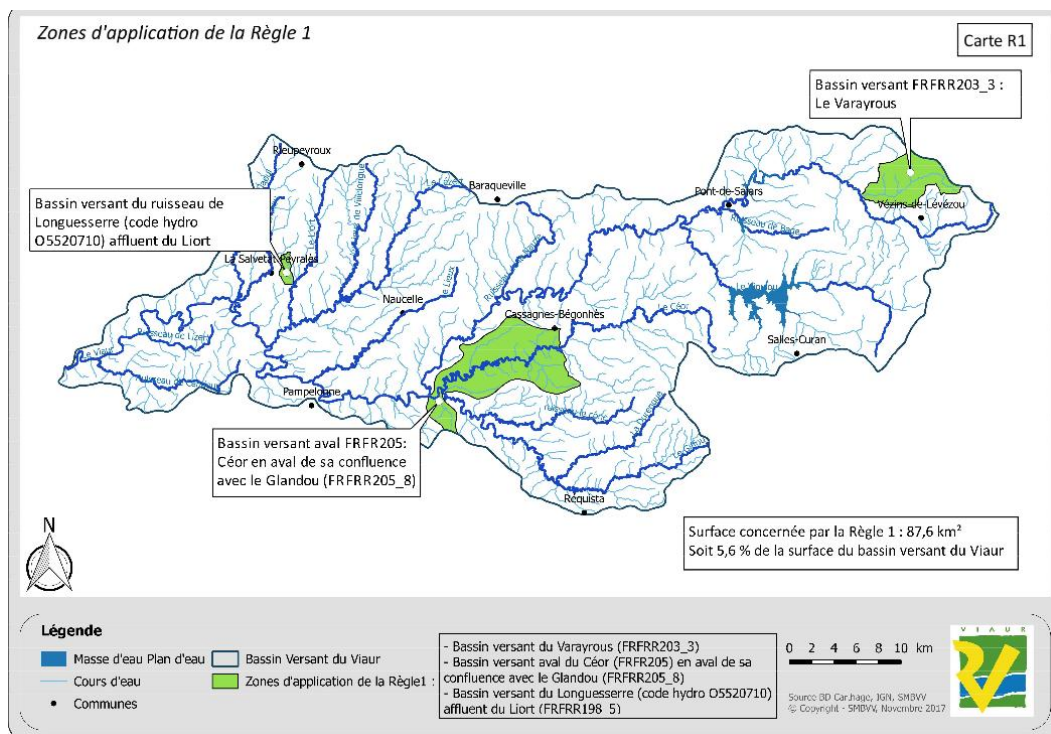 Zones d'application de la Règle 1
Carte R1
Bassin versant FRFRR203_3 :
Le Varayrous
Rieupeyroux
Baraqueville
Pont-de-Salars
Vézins-de-Lévézou
Bassin versant du ruisseau de
Longuesserre (code hydro
O5520710) affluent du Liort
La Salvetat-Peyralès
Le Liort
Naucelle
Le Céor
Cassagnes-Bégonhès
Salles-Curan
Le Viaur
Pampelonne
Bassin versant aval FRFR205:
Céor en aval de sa confluence
avec le Glandou (FRFRR205_8)
Réquista
Surface concernée par la Règle 1 : 87,6 km²
Soit 5,6 % de la surface du bassin versant du Viaur
N
Légende
Masse d'eau Plan d'eau
Cours d'eau
Communes
Bassin Versant du Viaur
Zones d'application de la Règle1 :
- Bassin versant du Varayrous (FRFRR203_3)
- Bassin versant aval du Céor (FRFR205) en aval de sa
confluence avec le Glandou (FRFRR205_8)
- Bassin versant du Longuesserre (code hydro O5520710)
affluent du Liort (FRFRR198_5)
0 2 4 6 8 10 km
Source BD Carthage, IGN, SMBVV
© Copyright - SMBVV, Novembre 2017
VIAUR